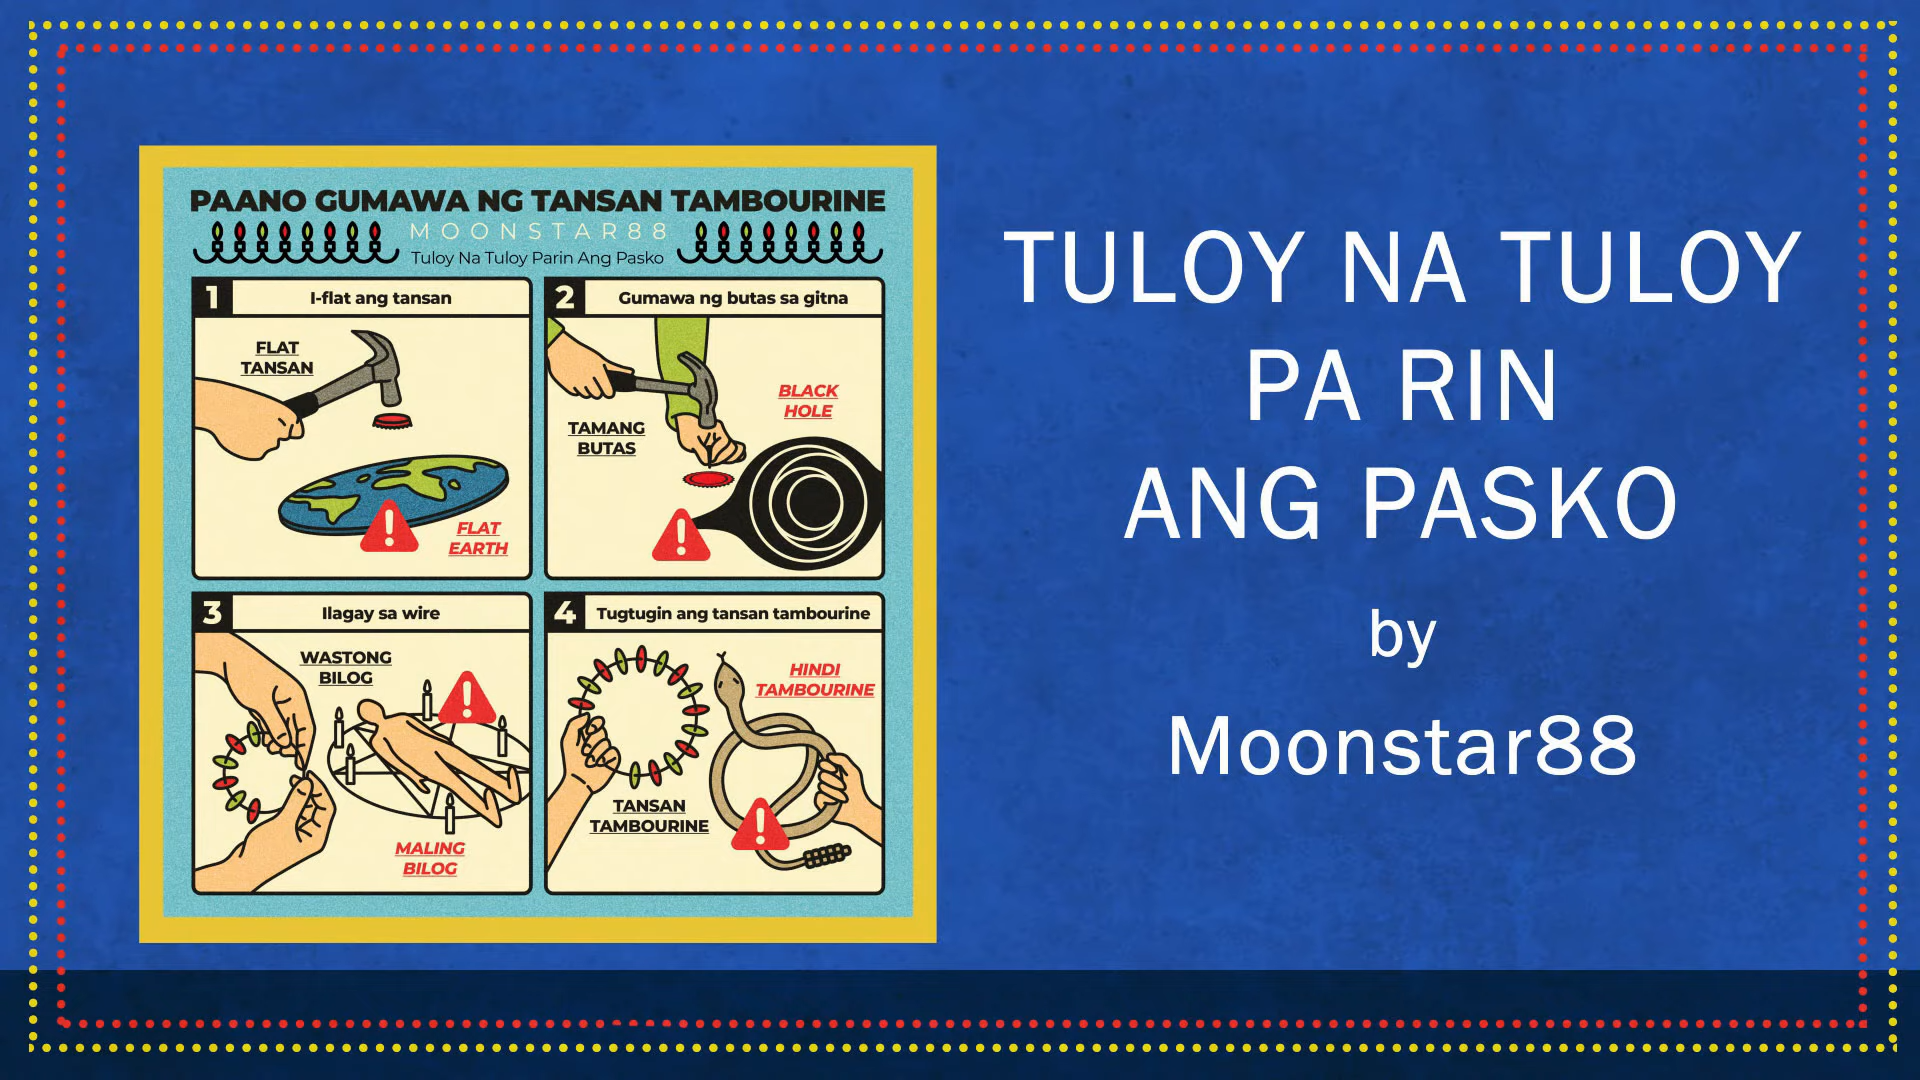 PAANO GUMAWA NG TANSAN TAMBOURINE
MOONSTAR88
Tuloy Na Tuloy Parin Ang Pasko
1 I-flat ang tansan
FLAT
TANSAN
FLAT
EARTH
2 Gumawa ng butas sa gitna
BLACK
HOLE
TAMANG
BUTAS
3 Ilagay sa wire
WASTONG
BILOG
MALING
BILOG
4 Tugtugin ang tansan tambourine
HINDI
TAMBOURINE
TANSAN
TAMBOURINE
TULOY NA TULOY
PA RIN
ANG PASKO
by
Moonstar88